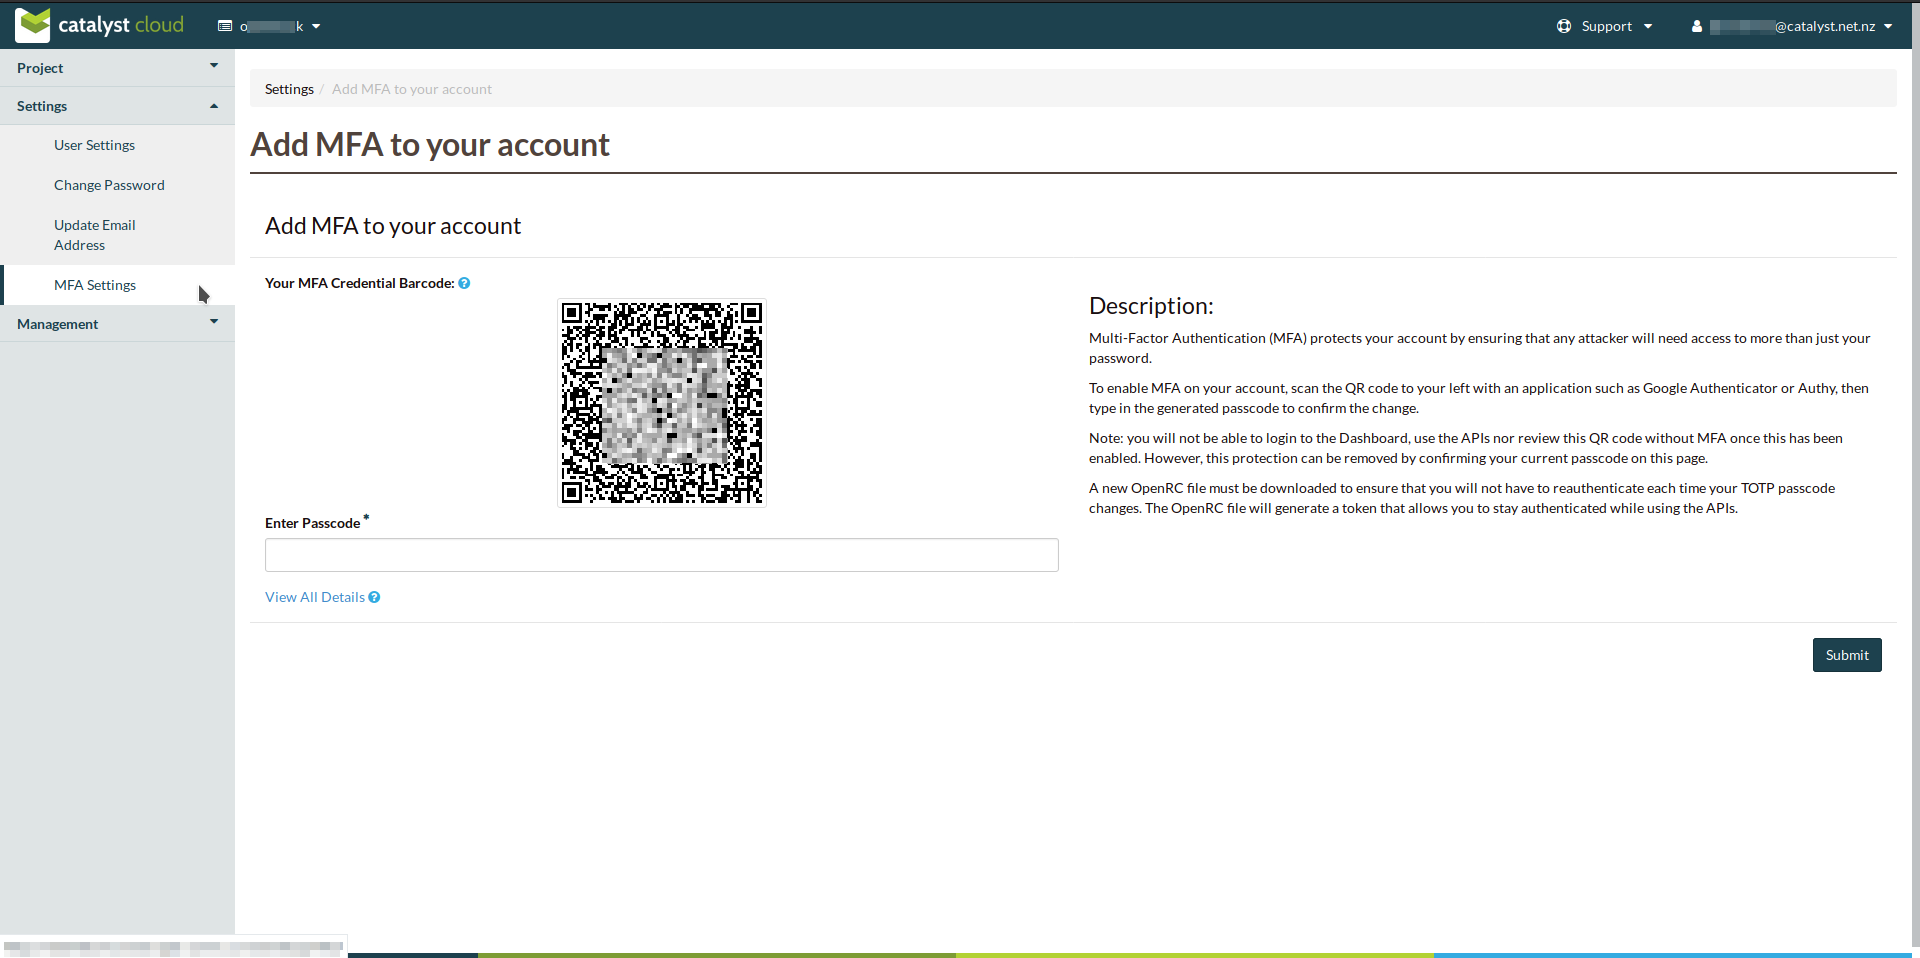 catalyst cloud
Support
@catalyst.net.nz
Project
Settings
User Settings
Change Password
Update Email
Address
MFA Settings
Management
Settings / Add MFA to your account
Add MFA to your account
Add MFA to your account
Your MFA Credential Barcode:
Enter Passcode *
View All Details
Description:
Multi-Factor Authentication (MFA) protects your account by ensuring that any attacker will need access to more than just your
password.
To enable MFA on your account, scan the QR code to your left with an application such as Google Authenticator or Authy, then
type in the generated passcode to confirm the change.
Note: you will not be able to login to the Dashboard, use the APIs nor review this QR code without MFA once this has been
enabled. However, this protection can be removed by confirming your current passcode on this page.
A new OpenRC file must be downloaded to ensure that you will not have to reauthenticate each time your TOTP passcode
changes. The OpenRC file will generate a token that allows you to stay authenticated while using the APIs.
Submit